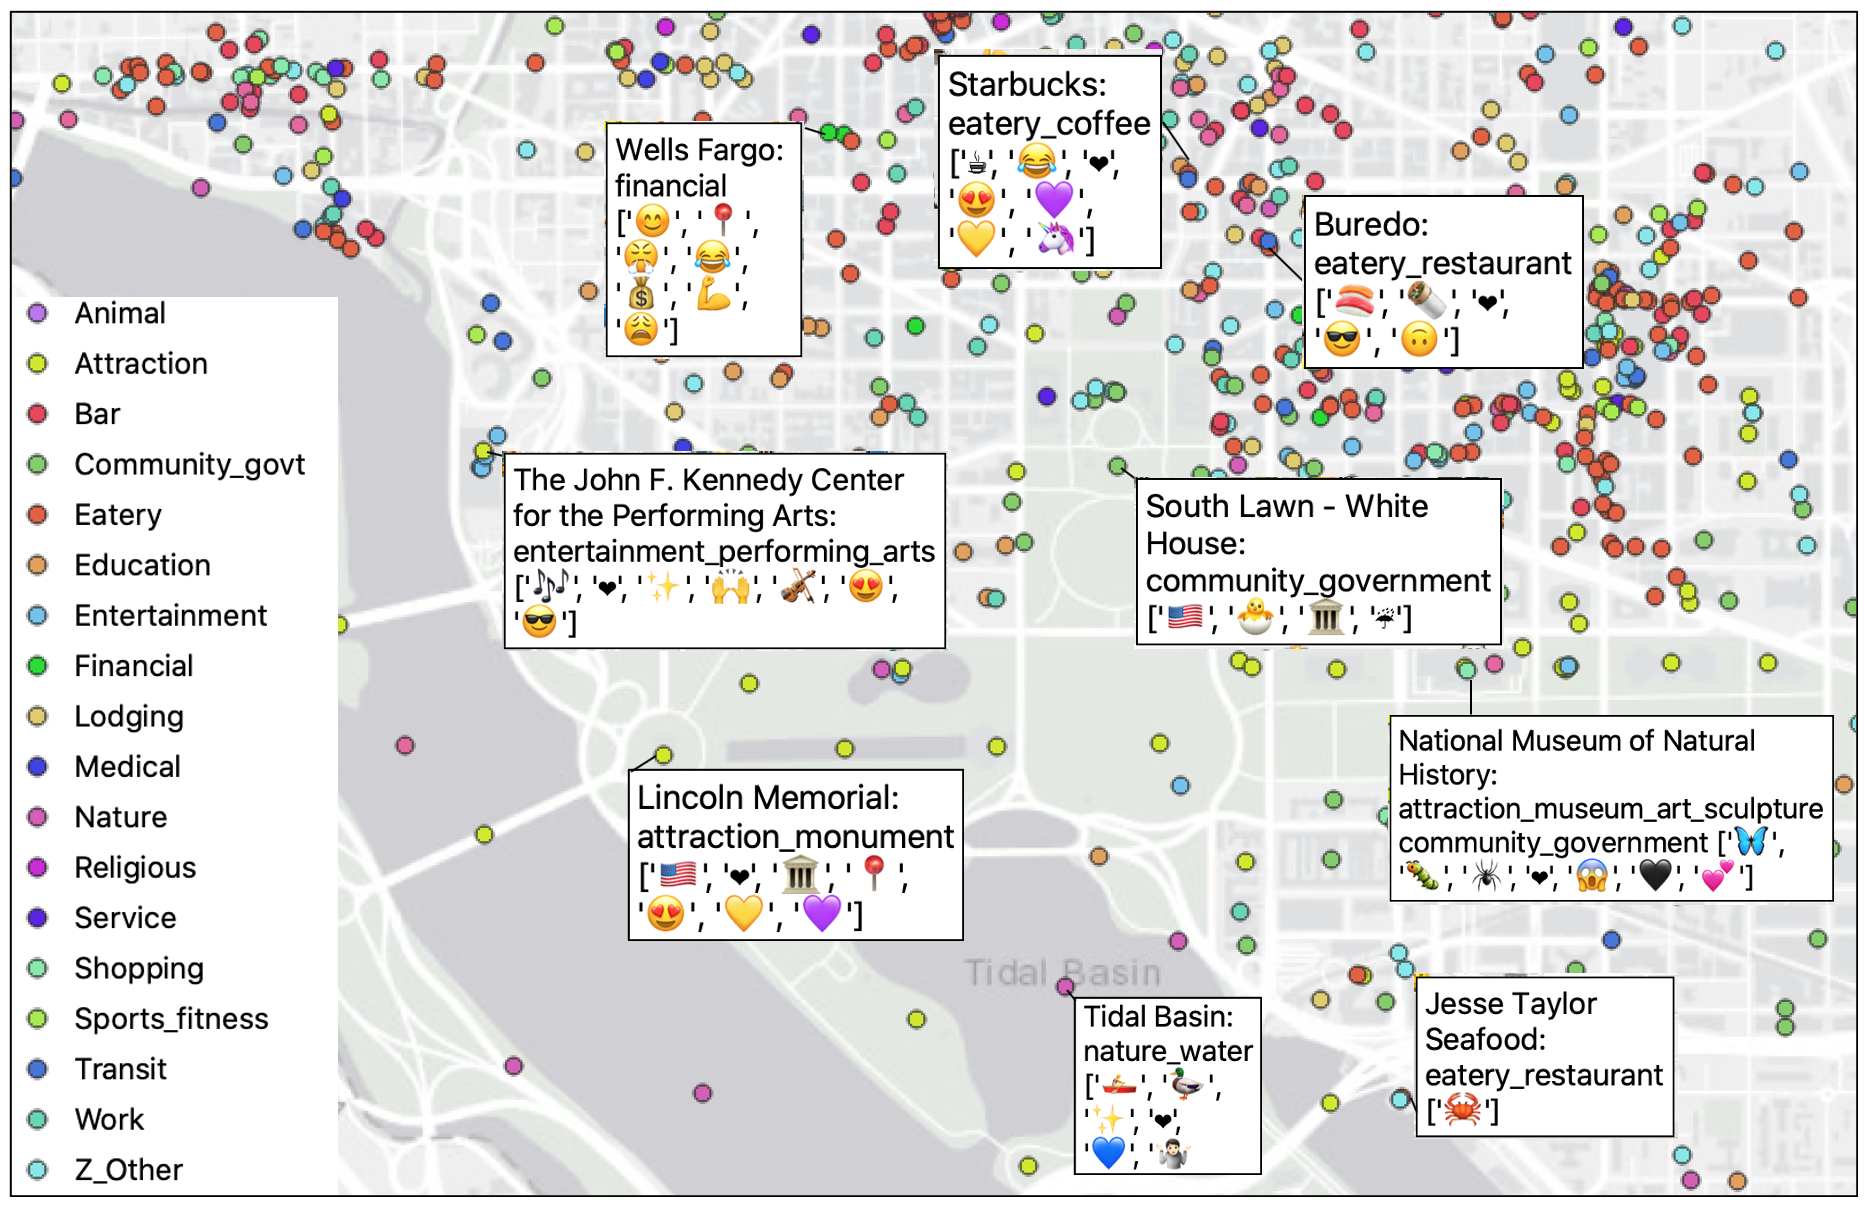 Animal
Attraction
Bar
Community_govt
Eatery
Education
Entertainment
Financial
Lodging
Medical
Nature
Religious
Service
Shopping
Sports_fitness
Transit
Work
Z_Other
Wells Fargo:
financial
['😊', '📍',
'😤', '😂',
'💰', '💪',
'😩']
Starbucks:
eatery_coffee
['☕', '😂', '❤',
'😍', '💜',
'💛', '🦄']
Buredo:
eatery_restaurant
['🍣', '🌯', '❤',
'😎', '🙃']
The John F. Kennedy Center
for the Performing Arts:
entertainment_performing_arts
['🎶', '❤', '✨', '🙌', '🎻', '😍',
'😎']
South Lawn - White
House:
community_government
['🇺🇸', '🐣', '🏛', '☔']
Lincoln Memorial:
attraction_monument
['🇺🇸', '❤', '🏛', '📍',
'😍', '💛', '💜']
National Museum of Natural
History:
attraction_museum_art_sculpture
community_government ['🦋',
'🐛', '🕷', '❤', '😱', '🖤', '💕']
Tidal Basin
Tidal Basin:
nature_water
['🚣', '🦆',
'✨', '❤',
'💙', '🤷🏻‍♂️
Jesse Taylor
Seafood:
eatery_restaurant
['🦀']